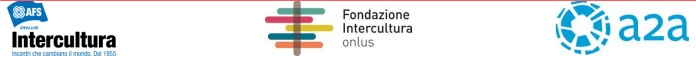 AFS
ONLUS
Intercultura
Incontri che cambiano il mondo. Dal 1955
Fondazione
Intercultura
onlus
a2a